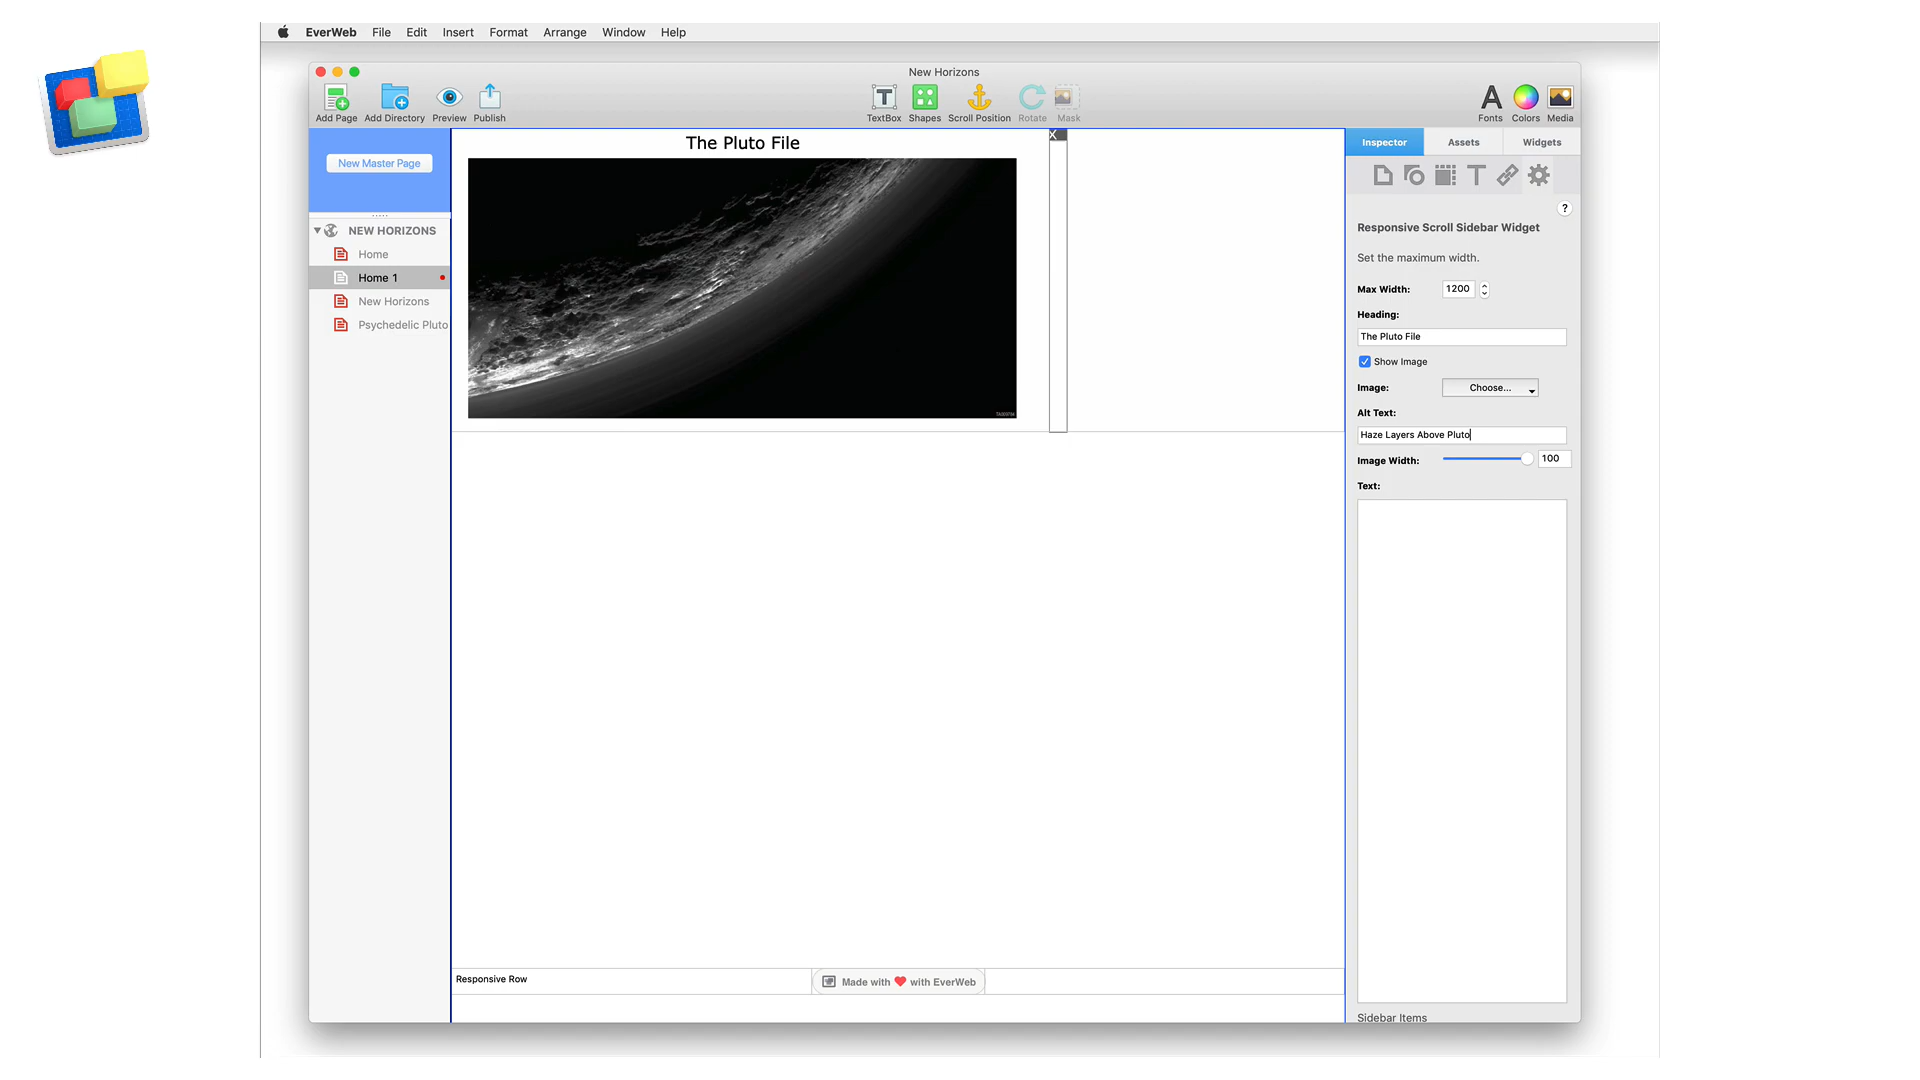 EverWeb File Edit Insert Format Arrange Window Help
New Horizons
Add Page Add Directory Preview Publish TextBox Shapes Scroll Position Rotate Mask Fonts Colors Media
New Master Page
NEW HORIZONS
Home
Home 1
New Horizons
Psychedelic Pluto
The Pluto File
X
Responsive Row
Made with with EverWeb
Inspector Assets Widgets
?
Responsive Scroll Sidebar Widget
Set the maximum width.
Max Width: 1200
Heading:
The Pluto File
Show Image
Image: Choose...
Alt Text:
Haze Layers Above Pluto
Image Width: 100
Text:
Sidebar Items